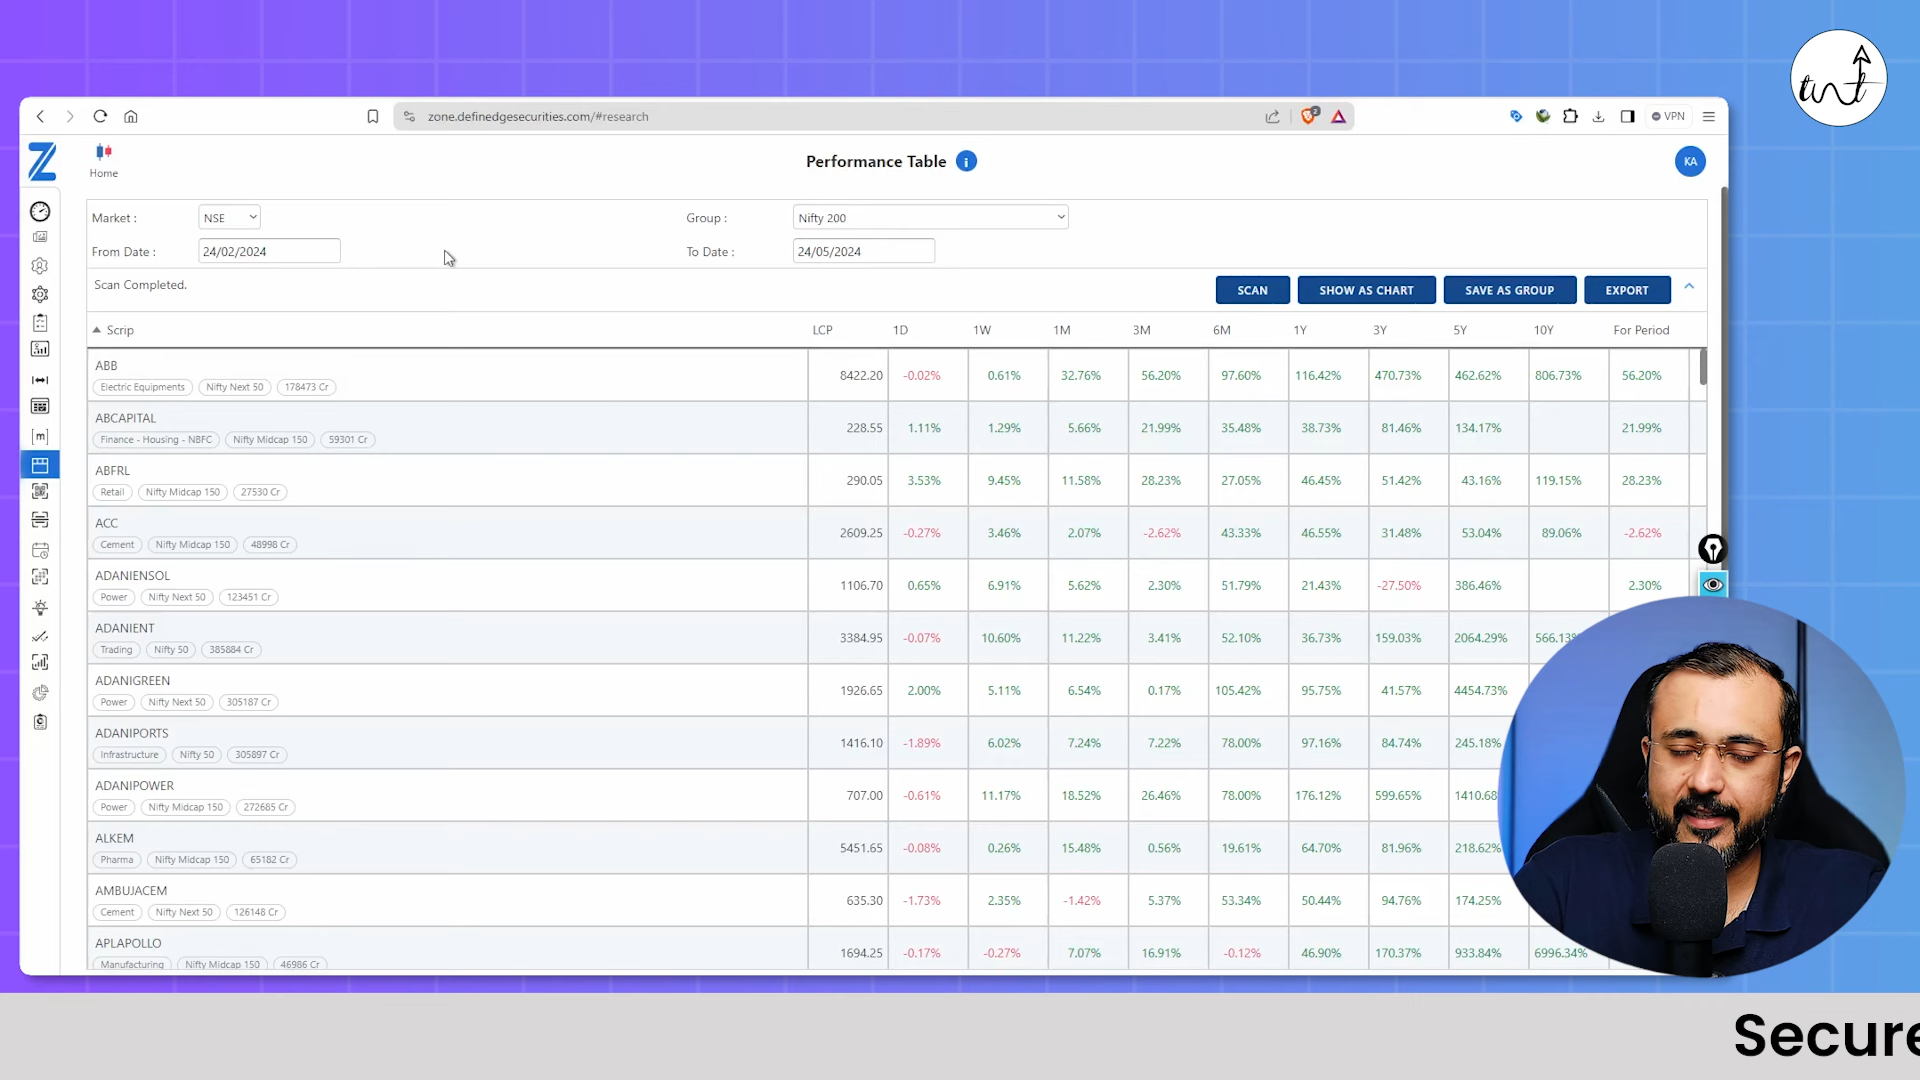 twt
zone.definedgesecurities.com/#research
2
VPN
Z
Home
Performance Table i
KA
Market : NSE Group : Nifty 200
From Date : 24/02/2024 To Date : 24/05/2024
Scan Completed. SCAN SHOW AS CHART SAVE AS GROUP EXPORT
Scrip LCP 1D 1W 1M 3M 6M 1Y 3Y 5Y 10Y For Period
ABB
Electric Equipments Nifty Next 50 178473 Cr
8422.20 -0.02% 0.61% 32.76% 56.20% 97.60% 116.42% 470.73% 462.62% 806.73% 56.20%
ABCAPITAL
Finance - Housing - NBFC Nifty Midcap 150 59301 Cr
228.55 1.11% 1.29% 5.66% 21.99% 35.48% 38.73% 81.46% 134.17% 21.99%
ABFRL
Retail Nifty Midcap 150 27530 Cr
290.05 3.53% 9.45% 11.58% 28.23% 27.05% 46.45% 51.42% 43.16% 119.15% 28.23%
ACC
Cement Nifty Midcap 150 48998 Cr
2609.25 -0.27% 3.46% 2.07% -2.62% 43.33% 46.55% 31.48% 53.04% 89.06% -2.62%
ADANIENSOL
Power Nifty Next 50 123451 Cr
1106.70 0.65% 6.91% 5.62% 2.30% 51.79% 21.43% -27.50% 386.46% 2.30%
ADANIENT
Trading Nifty 50 385884 Cr
3384.95 -0.07% 10.60% 11.22% 3.41% 52.10% 36.73% 159.03% 2064.29% 566.13%
ADANIGREEN
Power Nifty Next 50 305187 Cr
1926.65 2.00% 5.11% 6.54% 0.17% 105.42% 95.75% 41.57% 4454.73%
ADANIPORTS
Infrastructure Nifty 50 305897 Cr
1416.10 -1.89% 6.02% 7.24% 7.22% 78.00% 97.16% 84.74% 245.18%
ADANIPOWER
Power Nifty Midcap 150 272685 Cr
707.00 -0.61% 11.17% 18.52% 26.46% 78.00% 176.12% 599.65% 1410.68
ALKEM
Pharma Nifty Midcap 150 65182 Cr
5451.65 -0.08% 0.26% 15.48% 0.56% 19.61% 64.70% 81.96% 218.62%
AMBUJACEM
Cement Nifty Next 50 126148 Cr
635.30 -1.73% 2.35% -1.42% 5.37% 53.34% 50.44% 94.76% 174.25%
APLAPOLLO
Manufacturing Nifty Midcap 150 46986 Cr
1694.25 -0.17% -0.27% 7.07% 16.91% -0.12% 46.90% 170.37% 933.84% 6996.34%
Secure